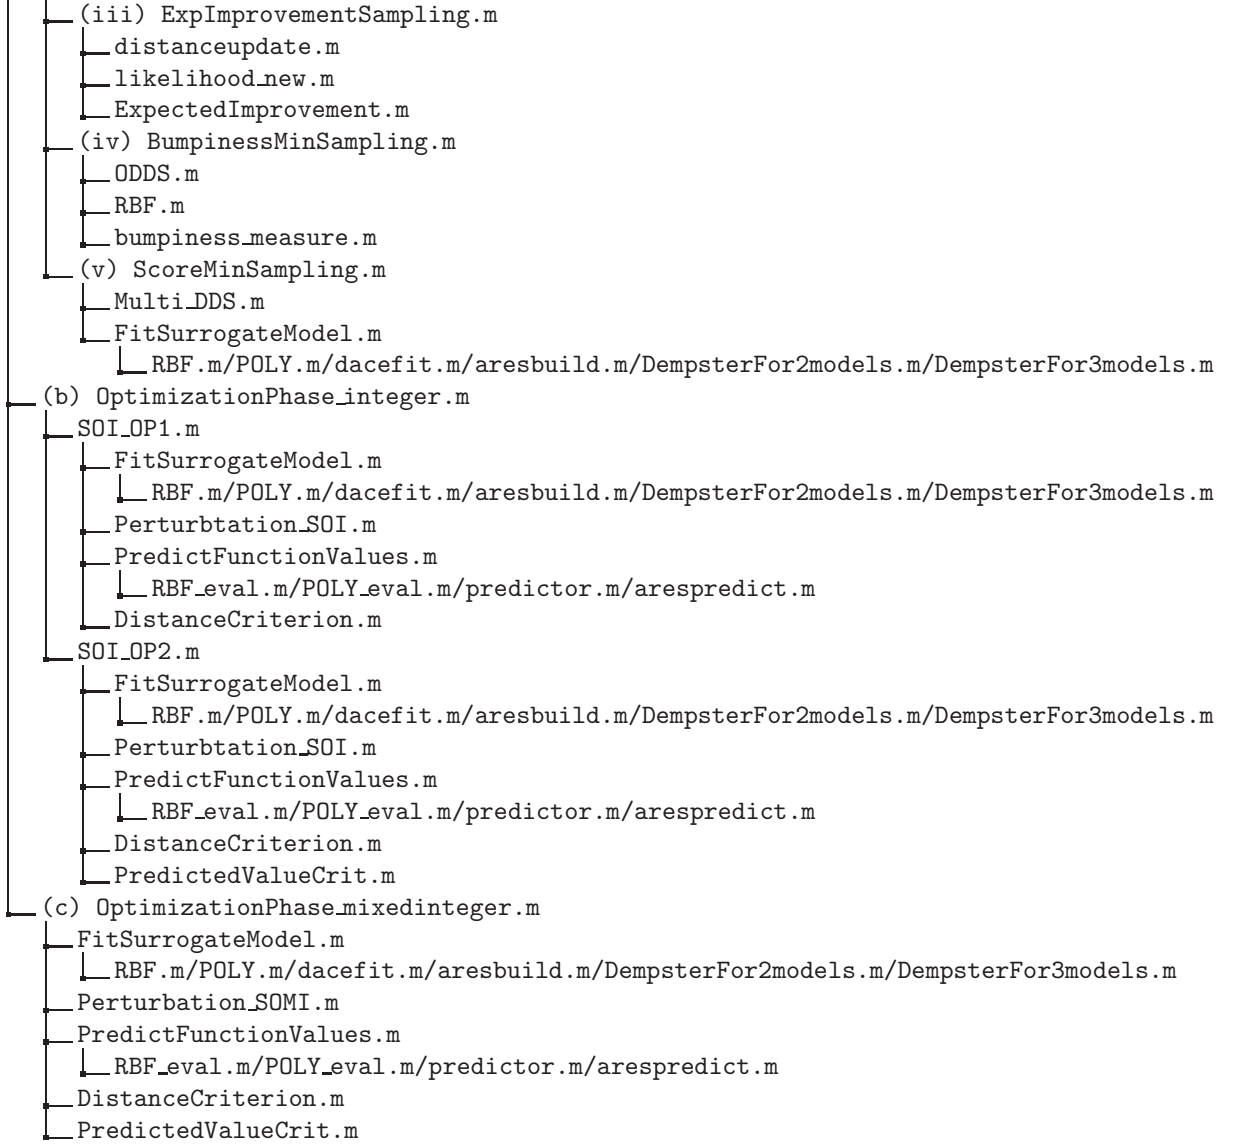 (iii) ExpImprovementSampling.m
distanceupdate.m
likelihood_new.m
ExpectedImprovement.m
(iv) BumpinessMinSampling.m
ODDS.m
RBF.m
bumpiness_measure.m
(v) ScoreMinSampling.m
Multi_DDS.m
FitSurrogateModel.m
RBF.m/POLY.m/dacefit.m/aresbuild.m/DempsterFor2models.m/DempsterFor3models.m
(b) OptimizationPhase_integer.m
SOI_OP1.m
FitSurrogateModel.m
RBF.m/POLY.m/dacefit.m/aresbuild.m/DempsterFor2models.m/DempsterFor3models.m
Perturbtation_SOI.m
PredictFunctionValues.m
RBF_eval.m/POLY_eval.m/predictor.m/arespredict.m
DistanceCriterion.m
SOI_OP2.m
FitSurrogateModel.m
RBF.m/POLY.m/dacefit.m/aresbuild.m/DempsterFor2models.m/DempsterFor3models.m
Perturbtation_SOI.m
PredictFunctionValues.m
RBF_eval.m/POLY_eval.m/predictor.m/arespredict.m
DistanceCriterion.m
PredictedValueCrit.m
(c) OptimizationPhase_mixedinteger.m
FitSurrogateModel.m
RBF.m/POLY.m/dacefit.m/aresbuild.m/DempsterFor2models.m/DempsterFor3models.m
Perturbation_SOMI.m
PredictFunctionValues.m
RBF_eval.m/POLY_eval.m/predictor.m/arespredict.m
DistanceCriterion.m
PredictedValueCrit.m